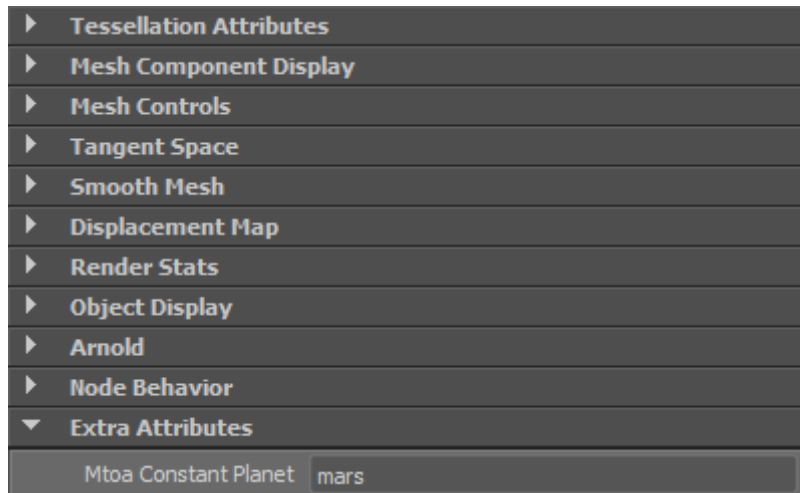 Tessellation Attributes
Mesh Component Display
Mesh Controls
Tangent Space
Smooth Mesh
Displacement Map
Render Stats
Object Display
Arnold
Node Behavior
Extra Attributes
Mtoa Constant Planet mars